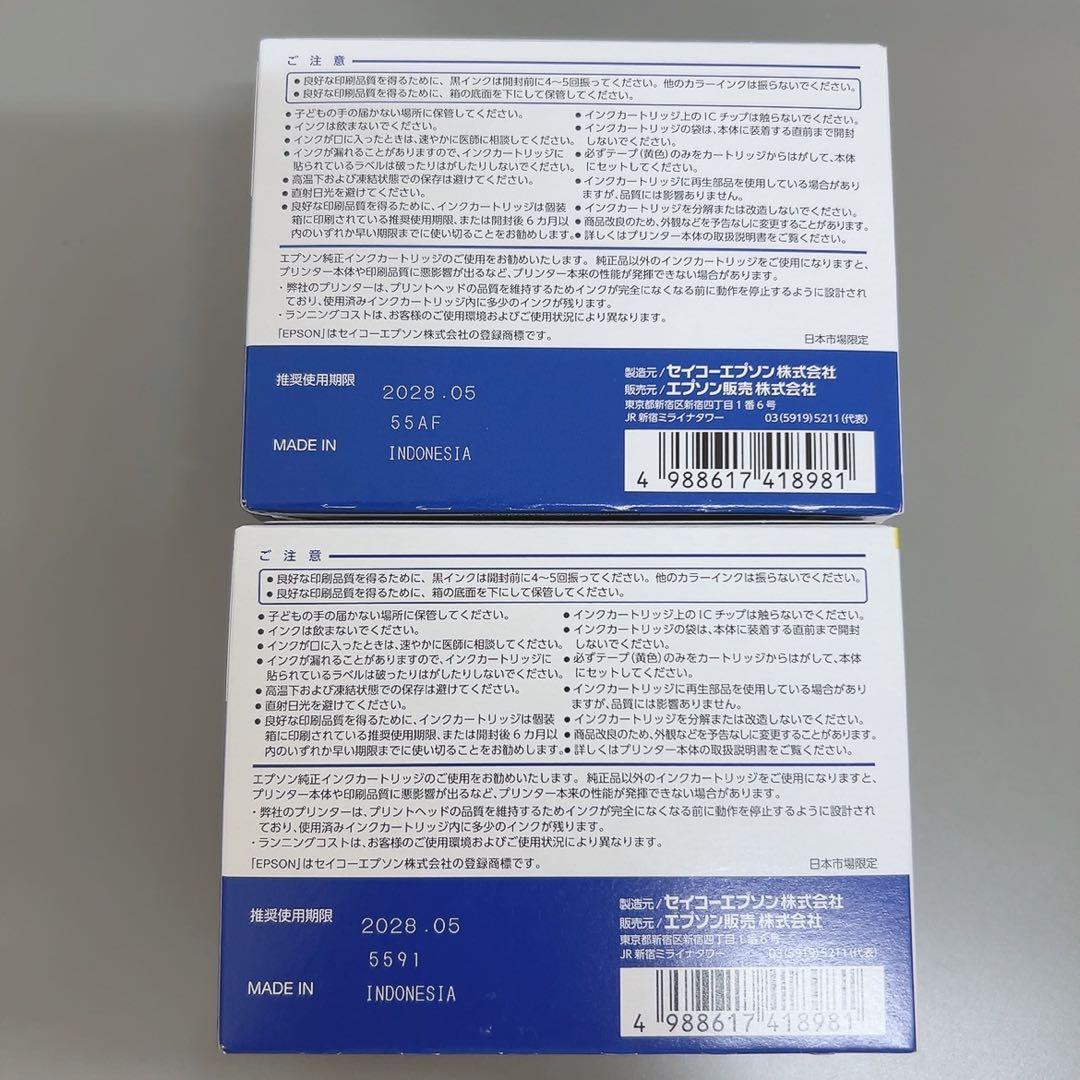 ご注意
● 良好な印刷品質を得るために、黒インクは開封前に4〜5回振ってください。他のカラーインクは振らないでください。
● 良好な印刷品質を得るために、箱の底面を下にして保管してください。
● 子どもの手の届かない場所に保管してください。
● インクは飲まないでください。
● インクが口に入ったときは、速やかに医師に相談してください。
● インクが漏れることがありますので、インクカートリッジに
貼られているラベルは破ったりはがしたりしないでください。
● 高温下および凍結状態での保存は避けてください。
● 直射日光を避けてください。
● 良好な印刷品質を得るために、インクカートリッジは個装
箱に印刷されている推奨使用期限、または開封後6カ月以
内のいずれか早い期限までに使い切ることをお勧めします。
● インクカートリッジ上のICチップは触らないでください。
● インクカートリッジの袋は、本体に装着する直前まで開封
しないでください。
● 必ずテープ(黄色)のみをカートリッジからはがして、本体
にセットしてください。
● インクカートリッジに再生部品を使用している場合があり
ますが、品質には影響ありません。
● インクカートリッジを分解または改造しないでください。
● 商品改良のため、外観などを予告なしに変更することがあります。
● 詳しくはプリンター本体の取扱説明書をご覧ください。
エプソン純正インクカートリッジのご使用をお勧めいたします。純正品以外のインクカートリッジをご使用になりますと、
プリンター本体や印刷品質に悪影響が出るなど、プリンター本来の性能が発揮できない場合があります。
・弊社のプリンターは、プリントヘッドの品質を維持するためインクが完全になくなる前に動作を停止するように設計され
ており、使用済みインクカートリッジ内に多少のインクが残ります。
・ランニングコストは、お客様のご使用環境およびご使用状況により異なります。
「EPSON」はセイコーエプソン株式会社の登録商標です。
日本市場限定
推奨使用期限
2028.05
55AF
MADE IN
INDONESIA
製造元/セイコーエプソン株式会社
販売元/エプソン販売株式会社
東京都新宿区新宿四丁目1番6号
JR新宿ミライナタワー 03(5919)5211(代表)
4 988617 418981
ご注意
● 良好な印刷品質を得るために、黒インクは開封前に4〜5回振ってください。他のカラーインクは振らないでください。
● 良好な印刷品質を得るために、箱の底面を下にして保管してください。
● 子どもの手の届かない場所に保管してください。
● インクは飲まないでください。
● インクが口に入ったときは、速やかに医師に相談してください。
● インクが漏れることがありますので、インクカートリッジに
貼られているラベルは破ったりはがしたりしないでください。
● 高温下および凍結状態での保存は避けてください。
● 直射日光を避けてください。
● 良好な印刷品質を得るために、インクカートリッジは個装
箱に印刷されている推奨使用期限、または開封後6カ月以
内のいずれか早い期限までに使い切ることをお勧めします。
● インクカートリッジ上のICチップは触らないでください。
● インクカートリッジの袋は、本体に装着する直前まで開封
しないでください。
● 必ずテープ(黄色)のみをカートリッジからはがして、本体
にセットしてください。
● インクカートリッジに再生部品を使用している場合があり
ますが、品質には影響ありません。
● インクカートリッジを分解または改造しないでください。
● 商品改良のため、外観などを予告なしに変更することがあります。
● 詳しくはプリンター本体の取扱説明書をご覧ください。
エプソン純正インクカートリッジのご使用をお勧めいたします。純正品以外のインクカートリッジをご使用になりますと、
プリンター本体や印刷品質に悪影響が出るなど、プリンター本来の性能が発揮できない場合があります。
・弊社のプリンターは、プリントヘッドの品質を維持するためインクが完全になくなる前に動作を停止するように設計され
ており、使用済みインクカートリッジ内に多少のインクが残ります。
・ランニングコストは、お客様のご使用環境およびご使用状況により異なります。
「EPSON」はセイコーエプソン株式会社の登録商標です。
日本市場限定
推奨使用期限
2028.05
5591
MADE IN
INDONESIA
製造元/セイコーエプソン株式会社
販売元/エプソン販売株式会社
東京都新宿区新宿四丁目1番6号
JR新宿ミライナタワー 03(5919)5211(代表)
4 988617 418981